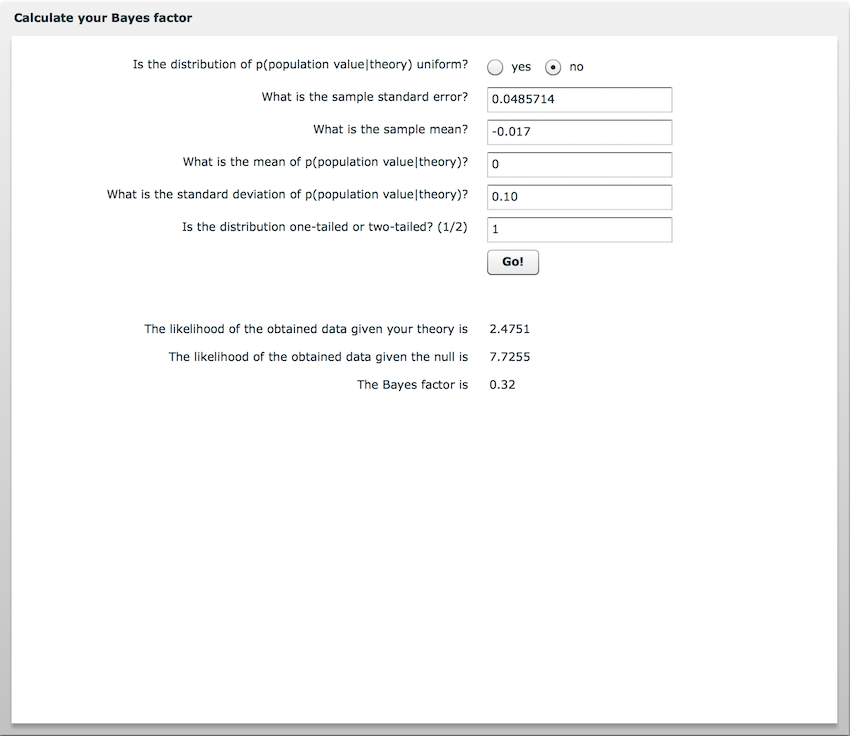 Calculate your Bayes factor
Is the distribution of p(population value|theory) uniform? yes no
What is the sample standard error? 0.0485714
What is the sample mean? -0.017
What is the mean of p(population value|theory)? 0
What is the standard deviation of p(population value|theory)? 0.10
Is the distribution one-tailed or two-tailed? (1/2) 1
Go!
The likelihood of the obtained data given your theory is 2.4751
The likelihood of the obtained data given the null is 7.7255
The Bayes factor is 0.32